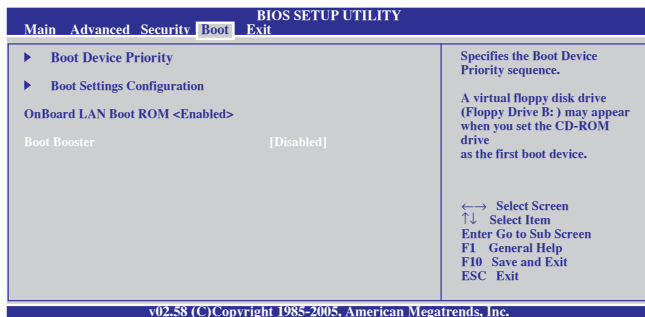 BIOS SETUP UTILITY
Main Advanced Security Boot Exit
Boot Device Priority
Boot Settings Configuration
OnBoard LAN Boot ROM <Enabled>
Boot Booster [Disabled]
Specifies the Boot Device
Priority sequence.
A virtual floppy disk drive
(Floppy Drive B: ) may appear
when you set the CD-ROM
drive
as the first boot device.
←→ Select Screen
↑↓ Select Item
Enter Go to Sub Screen
F1 General Help
F10 Save and Exit
ESC Exit
v02.58 (C)Copyright 1985-2005, American Megatrends, Inc.